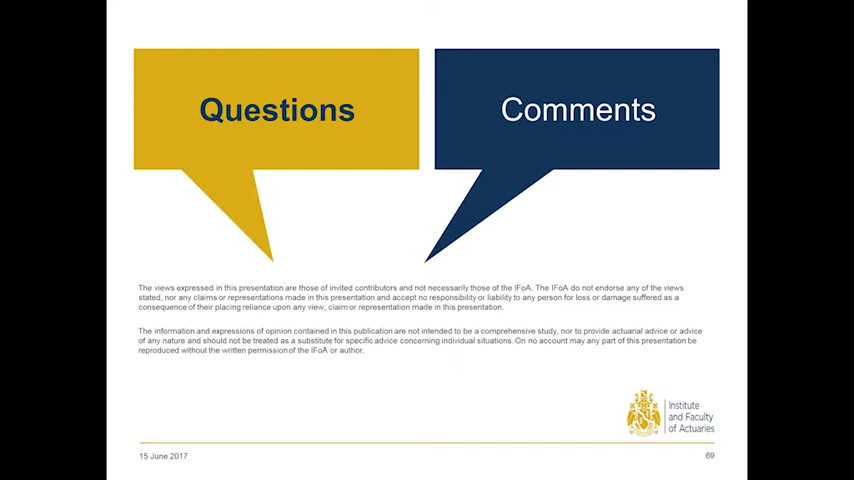 Questions
Comments
The views expressed in this presentation are those of invited contributors and not necessarily those of the IFoA. The IFoA do not endorse any of the views
stated, nor any claims or representations made in this presentation and accept no responsibility or liability to any person for loss or damage suffered as a
consequence of their placing reliance upon any view, claim or representation made in this presentation.
The information and expressions of opinion contained in this publication are not intended to be a comprehensive study, nor to provide actuarial advice or advice
of any nature and should not be treated as a substitute for specific advice concerning individual situations. On no account may any part of this presentation be
reproduced without the written permission of the IFoA or author.
Institute
and Faculty
of Actuaries
15 June 2017
69